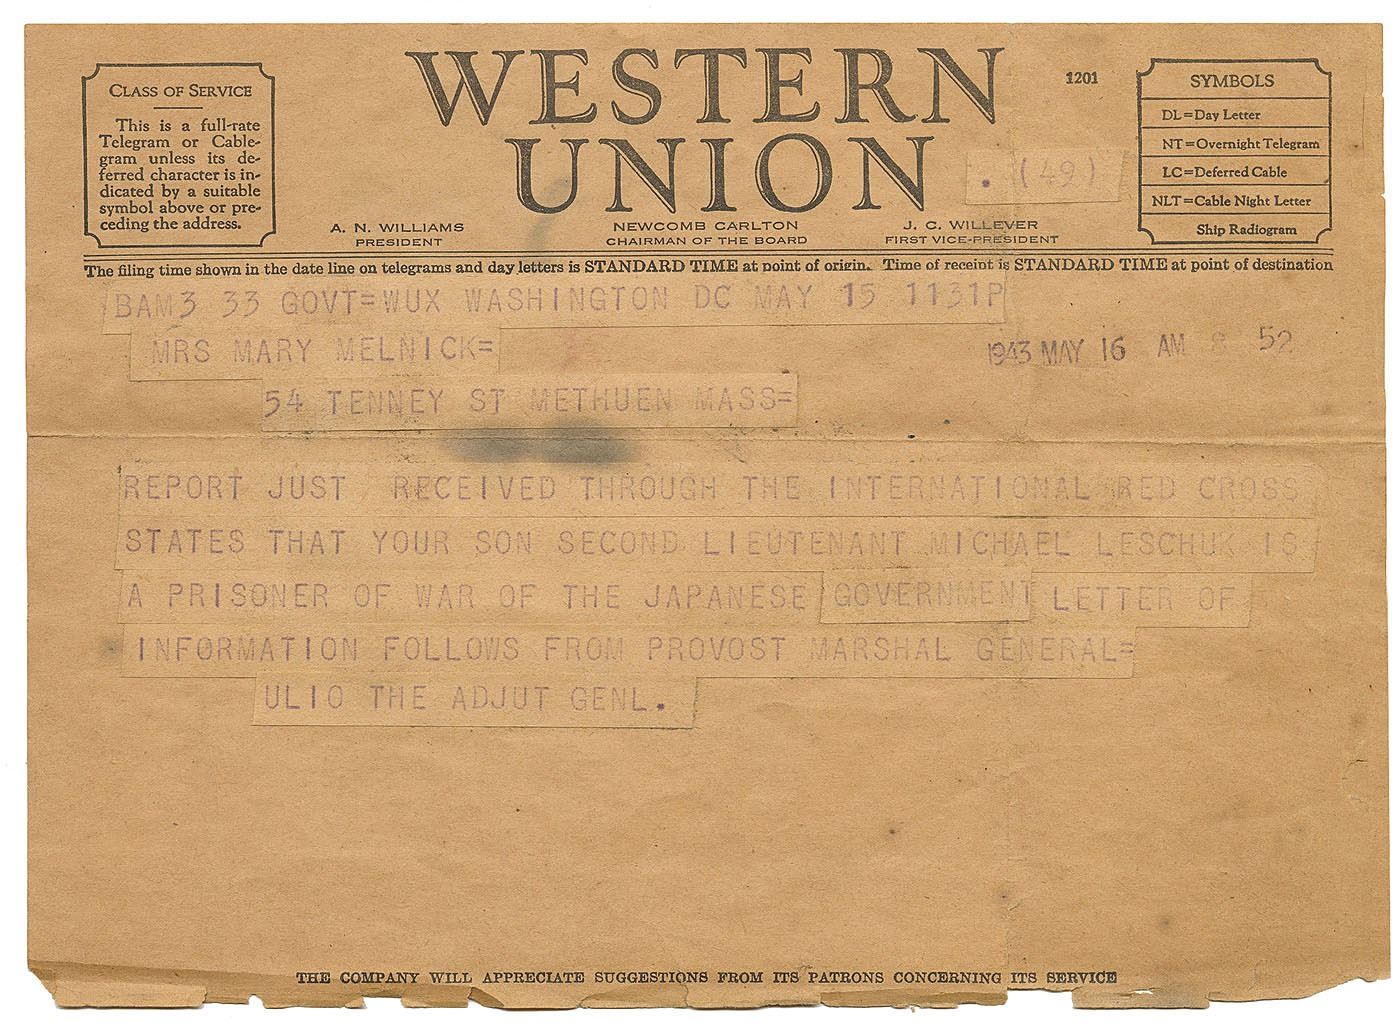 CLASS OF SERVICE
This is a full-rate
Telegram or Cable-
gram unless its de-
ferred character is in-
dicated by a suitable
symbol above or pre-
ceding the address.
WESTERN
UNION
1201
. (49)
A. N. WILLIAMS
PRESIDENT
NEWCOMB CARLTON
CHAIRMAN OF THE BOARD
J. C. WILLEVER
FIRST VICE-PRESIDENT
SYMBOLS
DL=Day Letter
NT=Overnight Telegram
LC=Deferred Cable
NLT=Cable Night Letter
Ship Radiogram
The filing time shown in the date line on telegrams and day letters is STANDARD TIME at point of origin. Time of receipt is STANDARD TIME at point of destination
BAM3 33 GOVT=WUX WASHINGTON DC MAY 15 1131P
MRS MARY MELNICK=
1943 MAY 16 AM 8 52
54 TENNEY ST METHUEN MASS=
REPORT JUST RECEIVED THROUGH THE INTERNATIONAL RED CROSS
STATES THAT YOUR SON SECOND LIEUTENANT MICHAEL LESCHUK IS
A PRISONER OF WAR OF THE JAPANESE GOVERNMENT LETTER OF
INFORMATION FOLLOWS FROM PROVOST MARSHAL GENERAL=
ULIO THE ADJUT GENL.
THE COMPANY WILL APPRECIATE SUGGESTIONS FROM ITS PATRONS CONCERNING ITS SERVICE